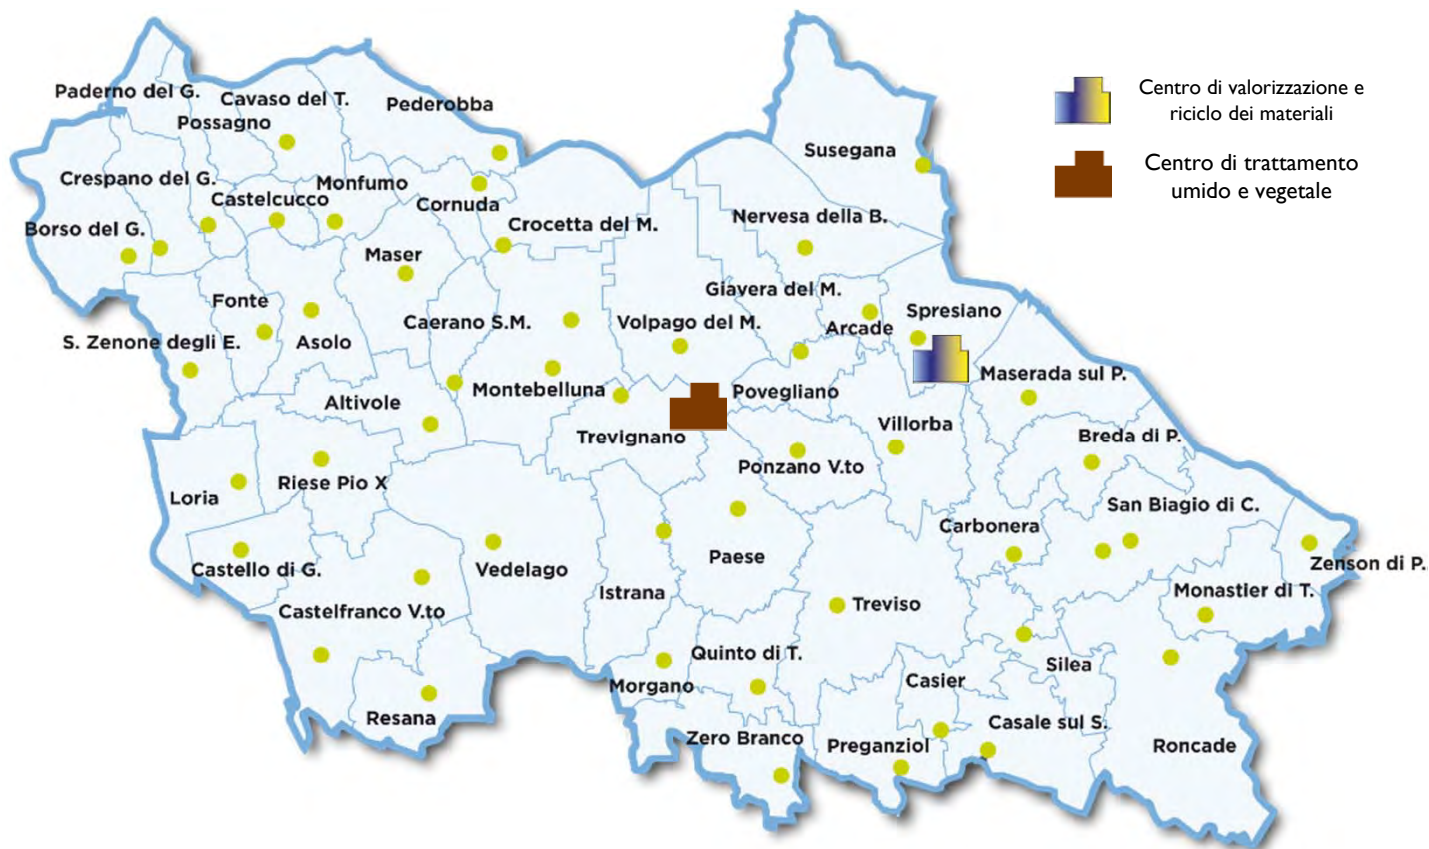 Centro di valorizzazione e
riciclo dei materiali
Centro di trattamento
umido e vegetale
Paderno del G.
Cavaso del T.
Pederobba
Possagno
Susegana
Crespano del G.
Monfumo
Castelcucco
Cornuda
Nervesa della B.
Crocetta del M.
Borso del G.
Maser
Giavera del M.
Fonte
Spresiano
Caerano S.M.
Volpago del M.
Arcade
S. Zenone degli E.
Asolo
Maserada sul P.
Montebelluna
Povegliano
Altivole
Villorba
Trevignano
Breda di P.
Ponzano V.to
Riese Pio X
Loria
San Biagio di C.
Carbonera
Paese
Zenson di P.
Castello di G.
Vedelago
Istrana
Monastier di T.
Treviso
Castelfranco V.to
Quinto di T.
Silea
Casier
Morgano
Resana
Casale sul S.
Zero Branco
Preganziol
Roncade